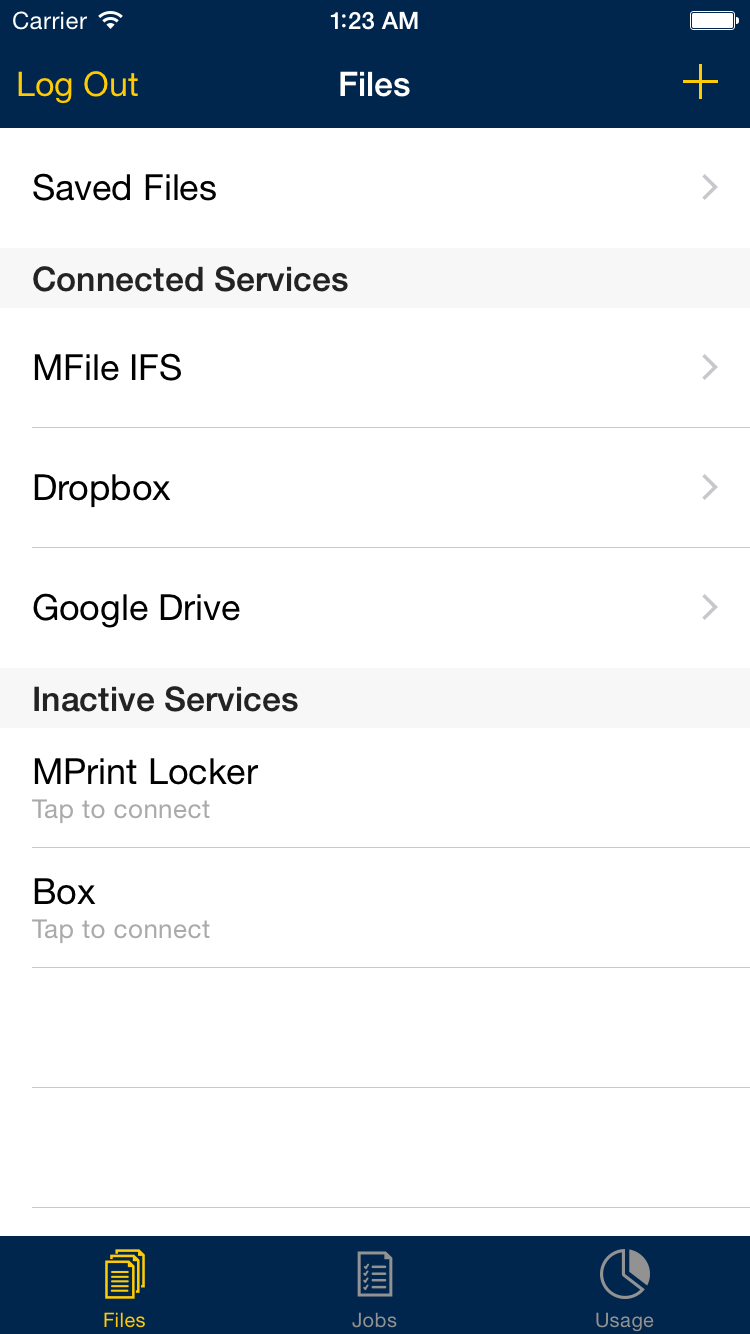 Carrier 1:23 AM
Log Out Files
Saved Files
Connected Services
MFile IFS
Dropbox
Google Drive
Inactive Services
MPrint Locker
Tap to connect
Box
Tap to connect
Files Jobs Usage